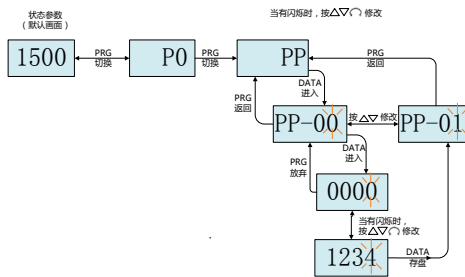 状态参数
（默认画面）
当有闪烁时，按△▽ 修改
1500
PRG
切换
P0
PRG
切换
PP
PRG
返回
DATA
进入
PRG
返回
PP-00
按△▽ 修改
PP-01
PRG
放弃
DATA
进入
0000
当有闪烁时，
按△▽ 修改
1234
DATA
存盘